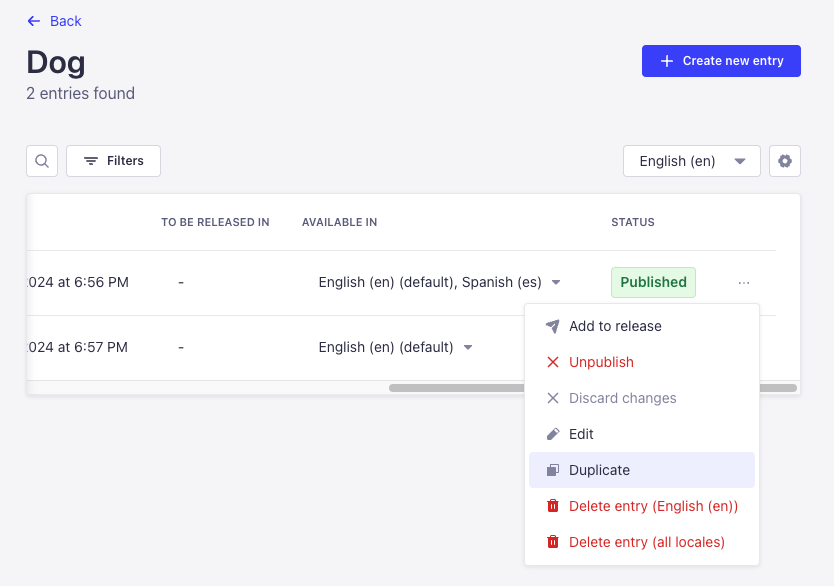 Back
Dog
Create new entry
2 entries found
Filters
English (en)
TO BE RELEASED IN AVAILABLE IN STATUS
2024 at 6:56 PM - English (en) (default), Spanish (es) Published ...
2024 at 6:57 PM - English (en) (default)
Add to release
Unpublish
Discard changes
Edit
Duplicate
Delete entry (English (en))
Delete entry (all locales)